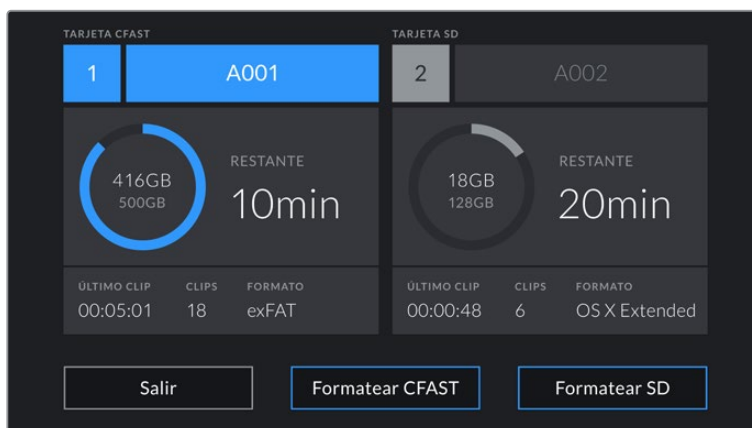 TARJETA CFAST
1
A001
416GB
500GB
RESTANTE
10min
ÚLTIMO CLIP CLIPS FORMATO
00:05:01 18 exFAT
TARJETA SD
2
A002
18GB
128GB
RESTANTE
20min
ÚLTIMO CLIP CLIPS FORMATO
00:00:48 6 OS X Extended
Salir
Formatear CFAST
Formatear SD